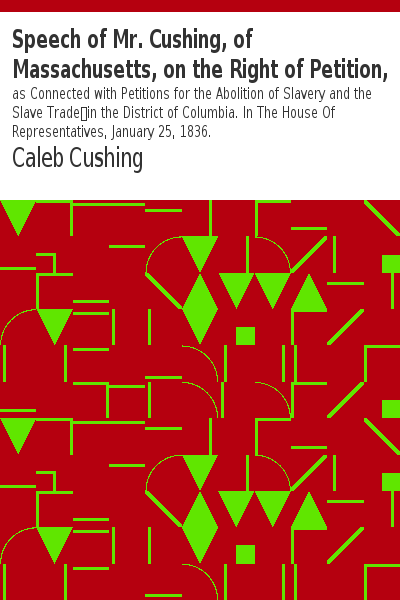 Speech of Mr. Cushing, of
Massachusetts, on the Right of Petition,
as Connected with Petitions for the Abolition of Slavery and the
Slave Trade▯in the District of Columbia. In The House Of
Representatives, January 25, 1836.
Caleb Cushing